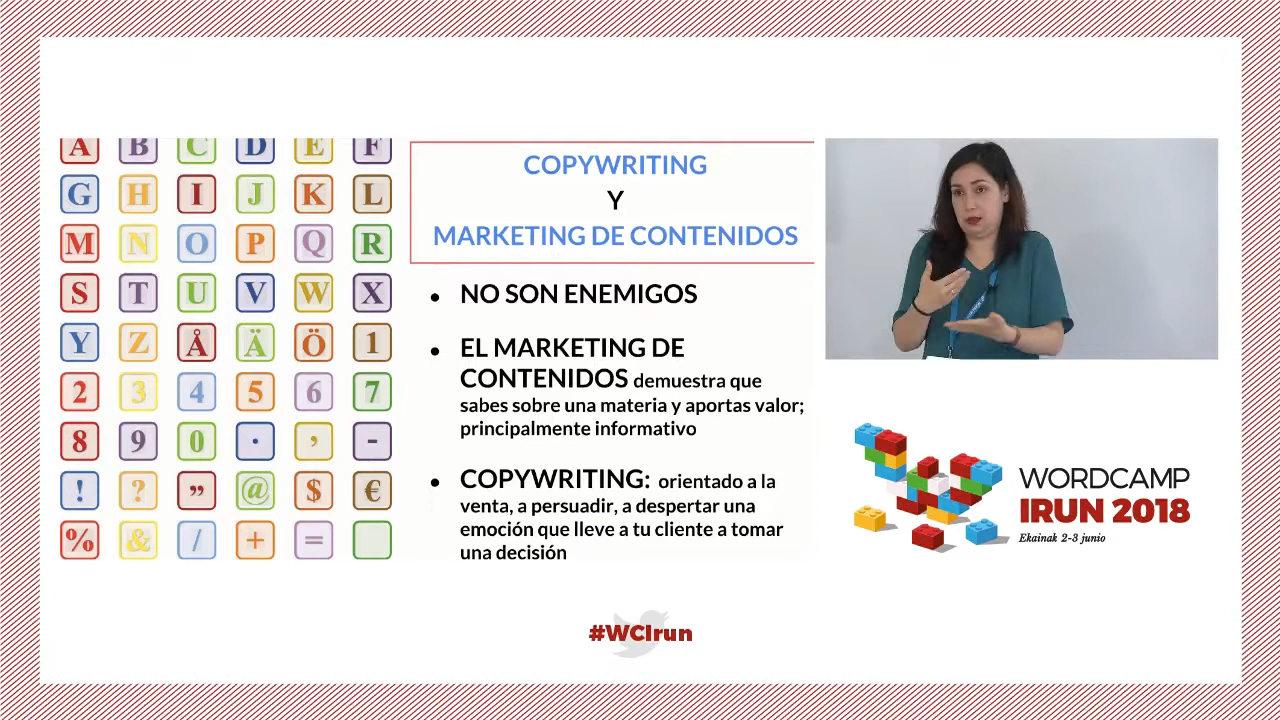 A B C D E F
G H I J K L
M N O P Q R
S T U V W X
Y Z Å Ä Ö 1
2 3 4 5 6 7
8 9 0 · , -
! ? ” @ $ €
% & / + =
COPYWRITING
Y
MARKETING DE CONTENIDOS
● NO SON ENEMIGOS
● EL MARKETING DE
CONTENIDOS demuestra que
sabes sobre una materia y aportas valor;
principalmente informativo
● COPYWRITING: orientado a la
venta, a persuadir, a despertar una
emoción que lleve a tu cliente a tomar
una decisión
WORDCAMP
IRUN 2018
Ekainak 2-3 junio
#WCIrun